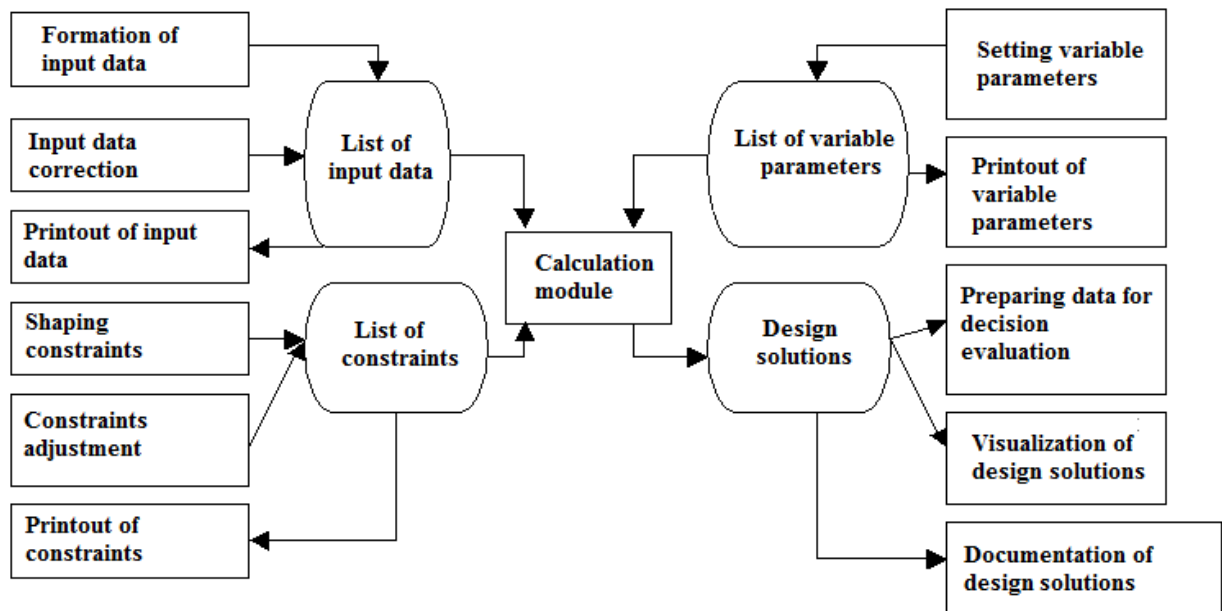 Formation of
input data
Input data
correction
Printout of input
data
Shaping
constraints
Constraints
adjustment
Printout of
constraints
List of
input data
List of
constraints
Calculation
module
List of variable
parameters
Design
solutions
Setting variable
parameters
Printout of
variable
parameters
Preparing data for
decision
evaluation
Visualization of
design solutions
Documentation of
design solutions